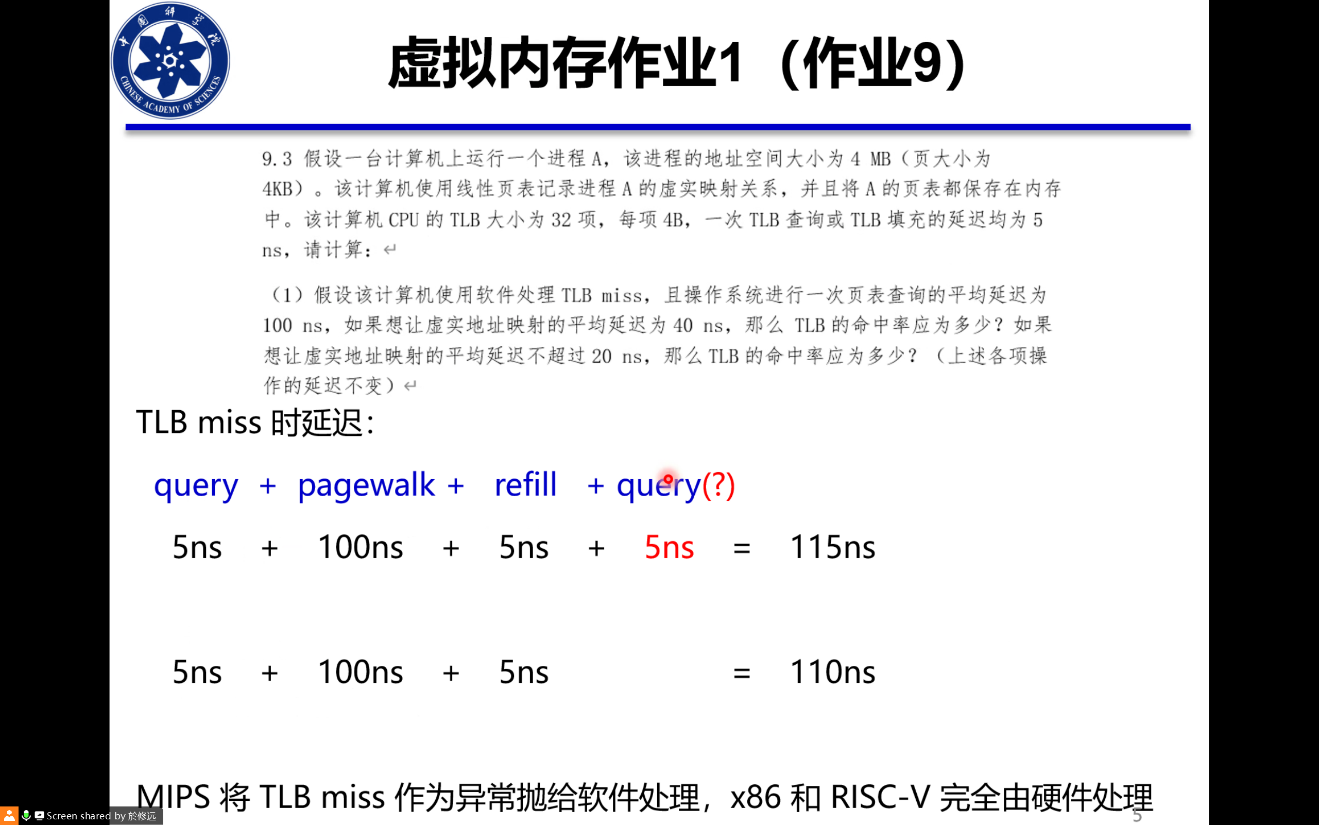 中国科学院
CHINESE ACADEMY OF SCIENCES
虚拟内存作业1（作业9）
9.3 假设一台计算机上运行一个进程 A，该进程的地址空间大小为 4 MB（页大小为
4KB）。该计算机使用线性页表记录进程 A 的虚实映射关系，并且将 A 的页表都保存在内存
中。该计算机 CPU 的 TLB 大小为 32 项，每项 4B，一次 TLB 查询或 TLB 填充的延迟均为 5
ns，请计算：↵
（1）假设该计算机使用软件处理 TLB miss，且操作系统进行一次页表查询的平均延迟为
100 ns，如果想让虚实地址映射的平均延迟为 40 ns，那么 TLB 的命中率应为多少？如果
想让虚实地址映射的平均延迟不超过 20 ns，那么 TLB 的命中率应为多少？（上述各项操
作的延迟不变）↵
TLB miss 时延迟：
query + pagewalk + refill + query(?)
5ns + 100ns + 5ns + 5ns = 115ns
5ns + 100ns + 5ns = 110ns
MIPS 将 TLB miss 作为异常抛给软件处理，x86 和 RISC-V 完全由硬件处理
5
Screen shared by 於修远